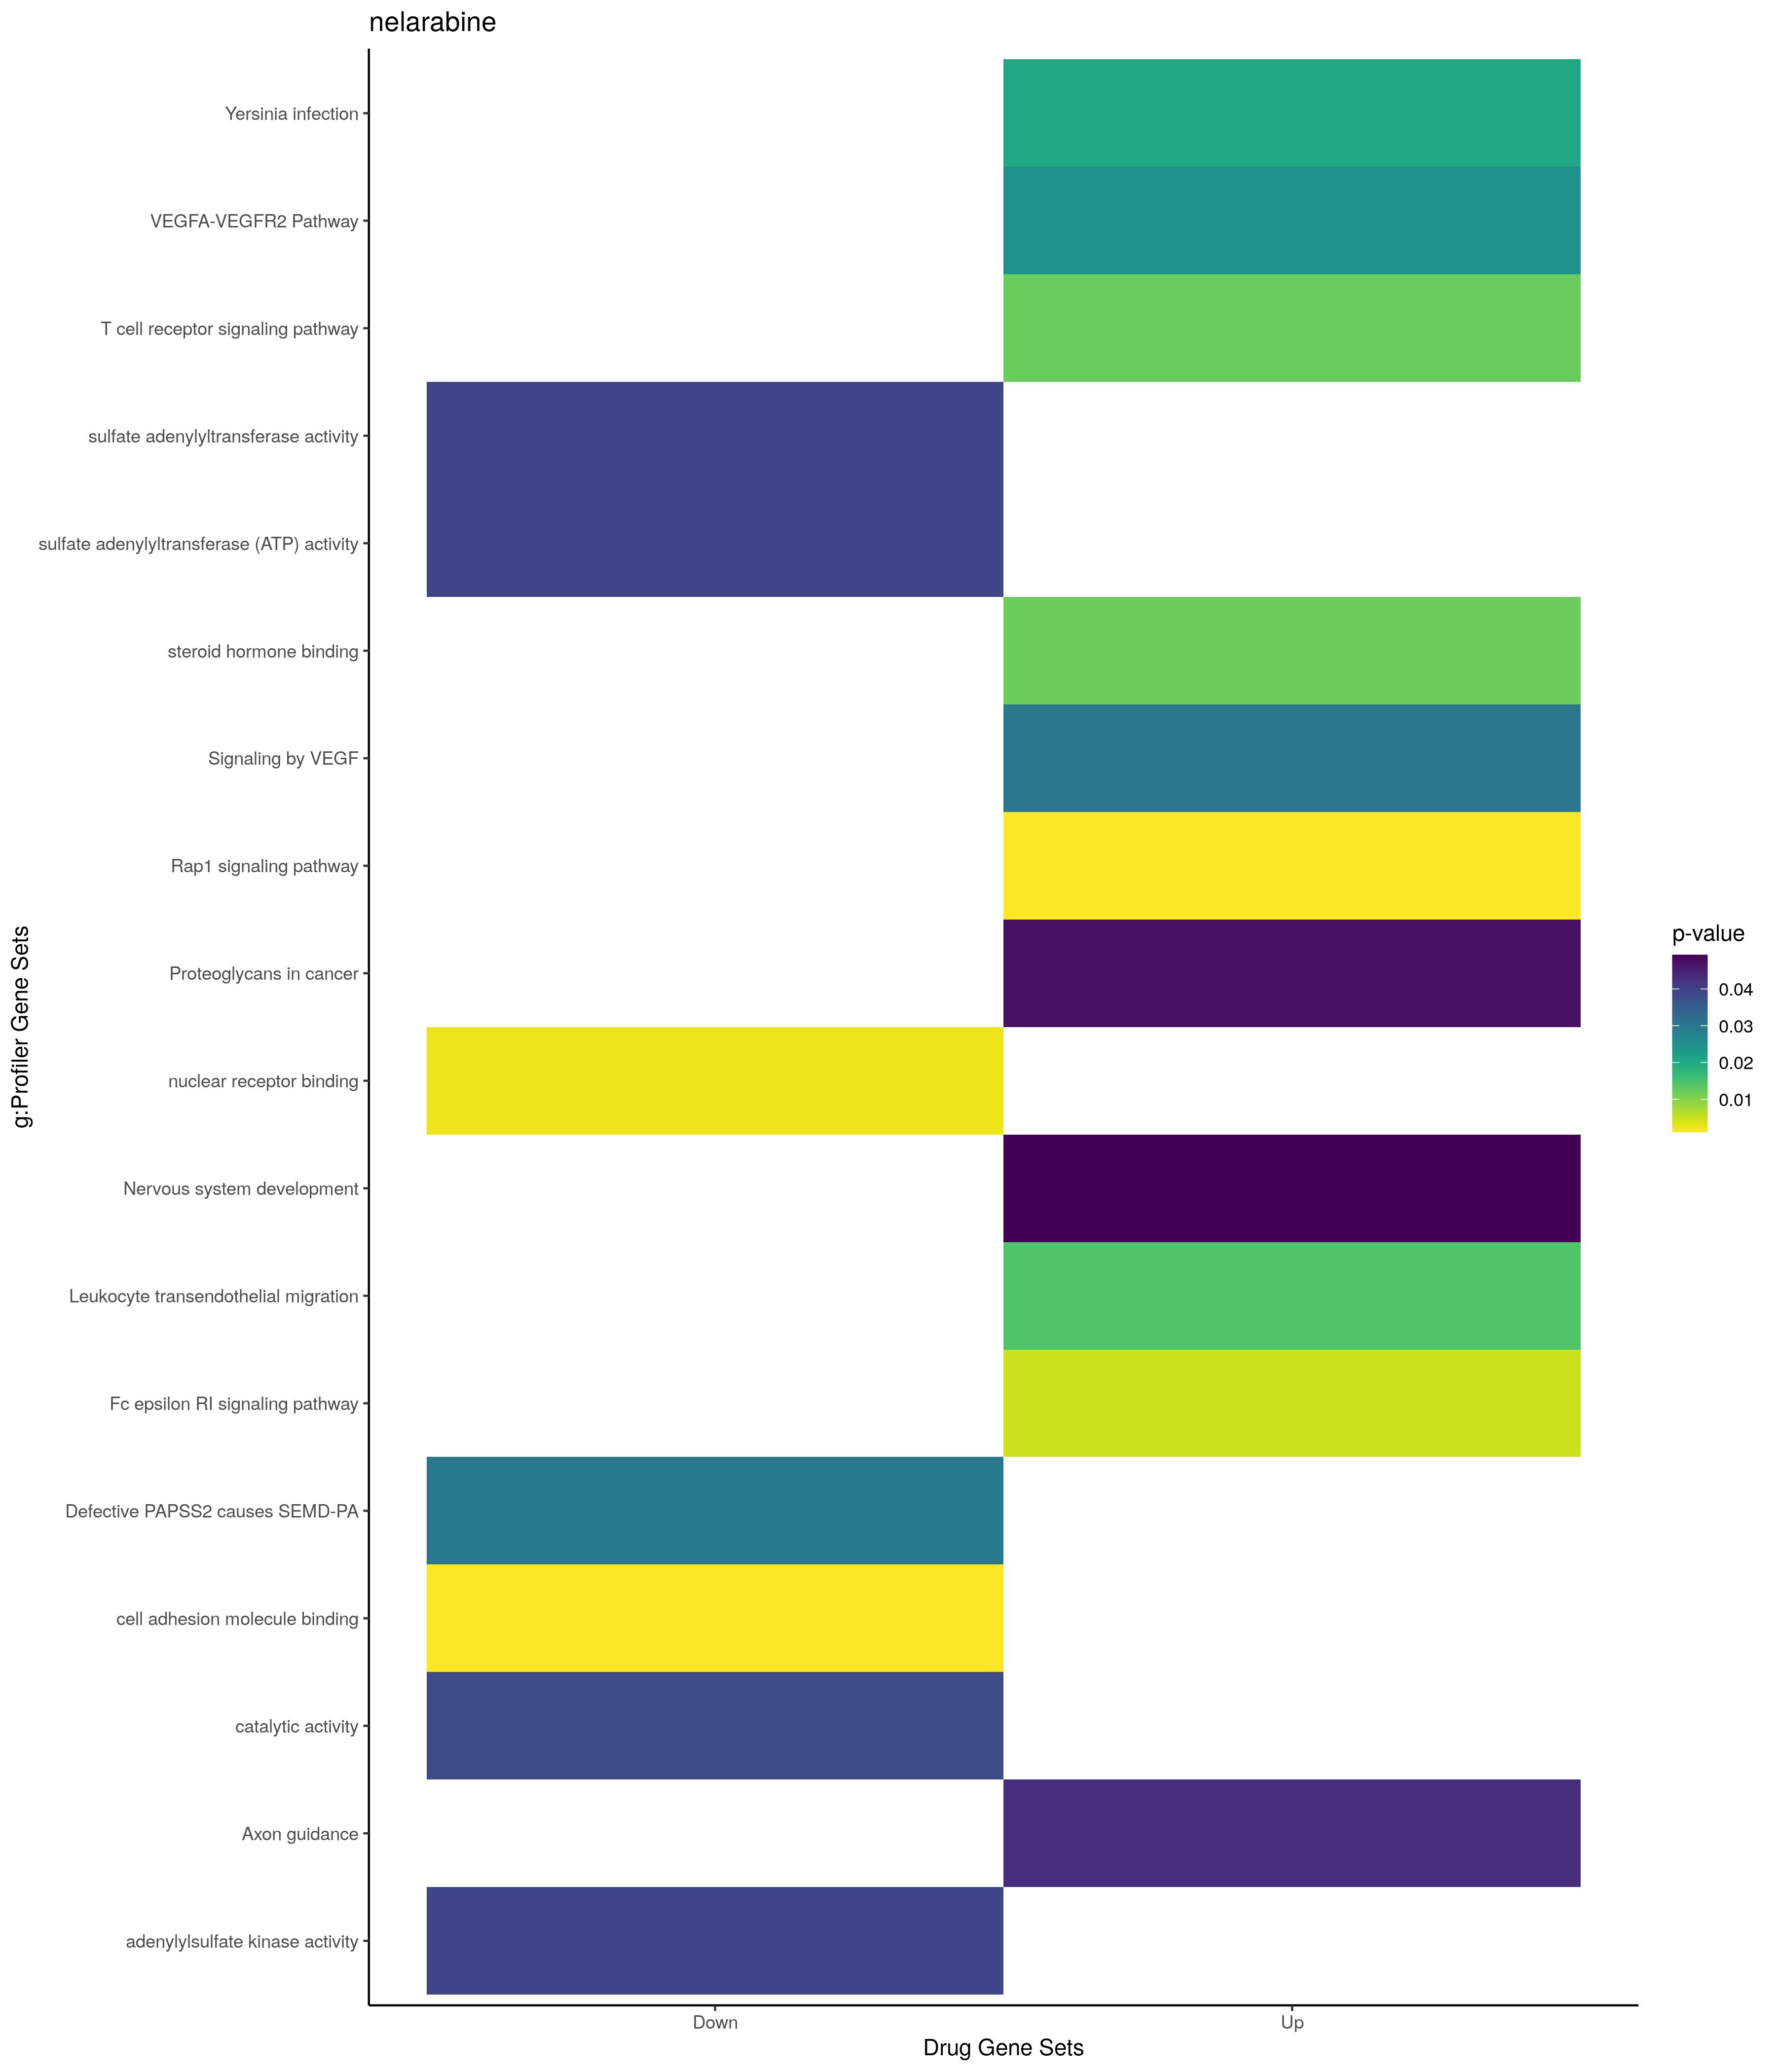 nelarabine
Yersinia infection
VEGFA-VEGFR2 Pathway
T cell receptor signaling pathway
sulfate adenylyltransferase activity
sulfate adenylyltransferase (ATP) activity
steroid hormone binding
Signaling by VEGF
Rap1 signaling pathway
Proteoglycans in cancer
nuclear receptor binding
Nervous system development
Leukocyte transendothelial migration
Fc epsilon RI signaling pathway
Defective PAPSS2 causes SEMD-PA
cell adhesion molecule binding
catalytic activity
Axon guidance
adenylylsulfate kinase activity
g:Profiler Gene Sets
Down
Up
Drug Gene Sets
p-value
0.04
0.03
0.02
0.01